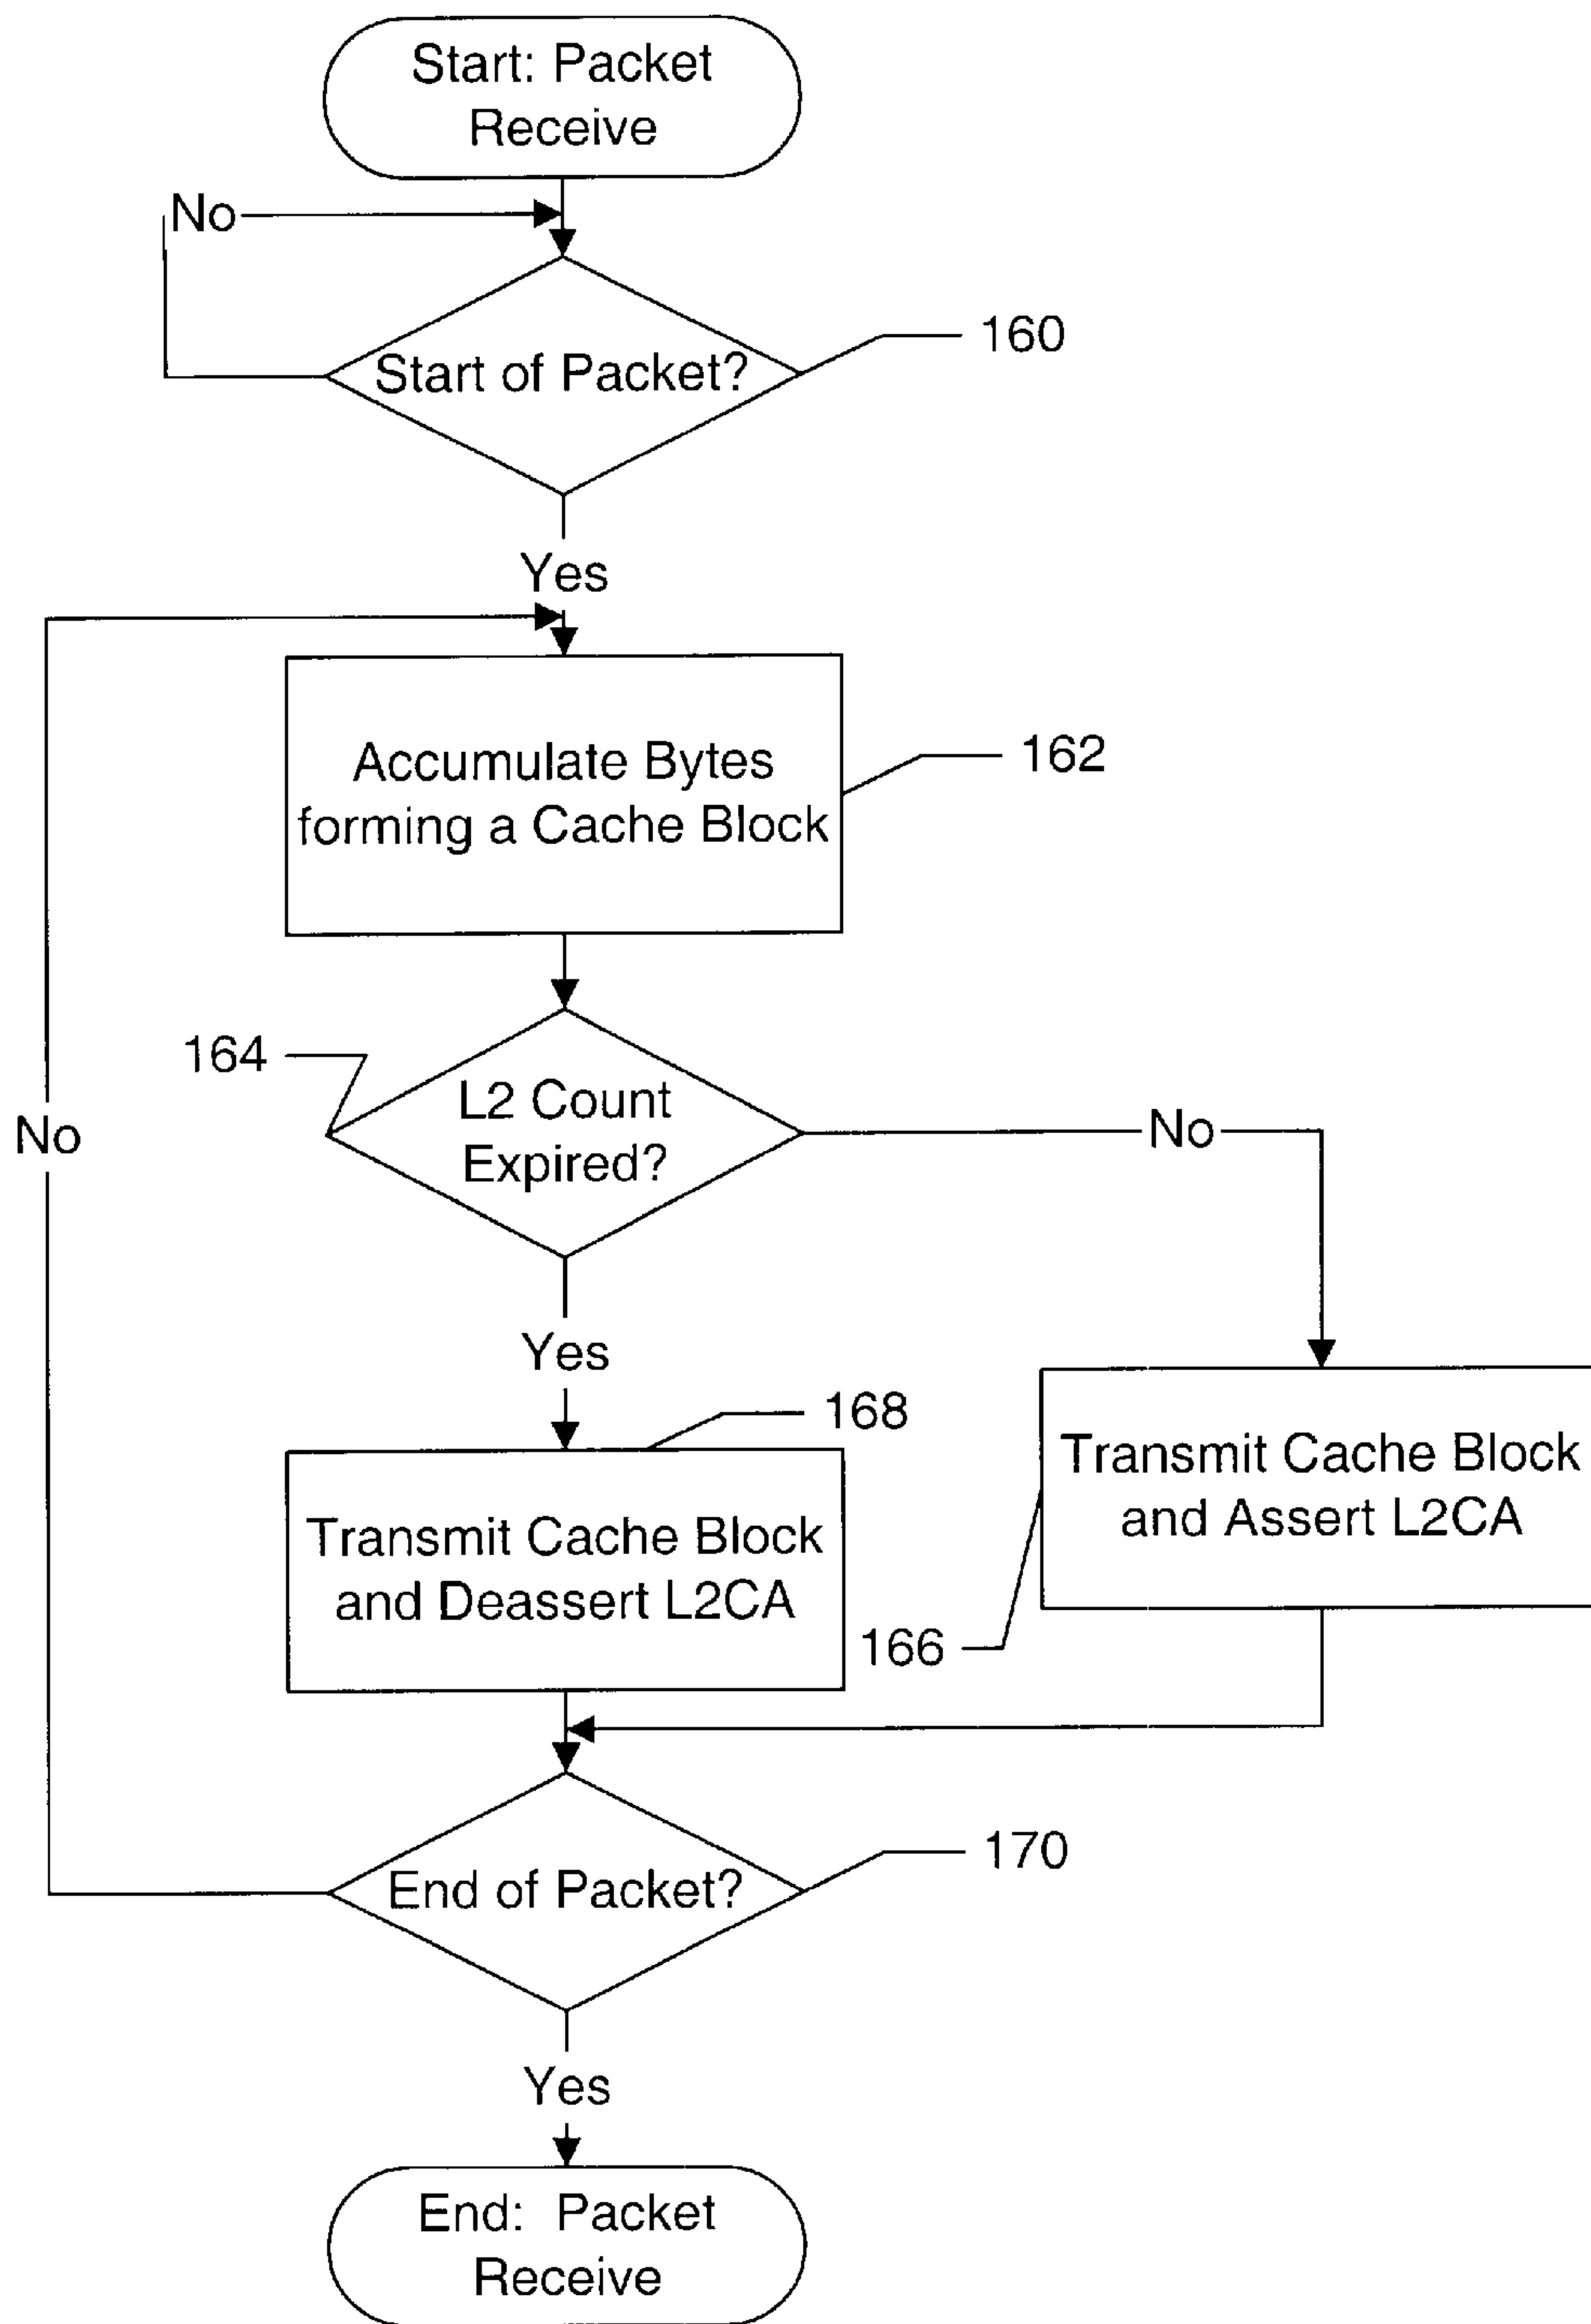 Start: Packet
Receive
No
Start of Packet?
160
Yes
Accumulate Bytes
forming a Cache Block
162
164
L2 Count
Expired?
No
No
Yes
168
Transmit Cache Block
and Assert L2CA
Transmit Cache Block
and Deassert L2CA
166
End of Packet?
170
Yes
End: Packet
Receive